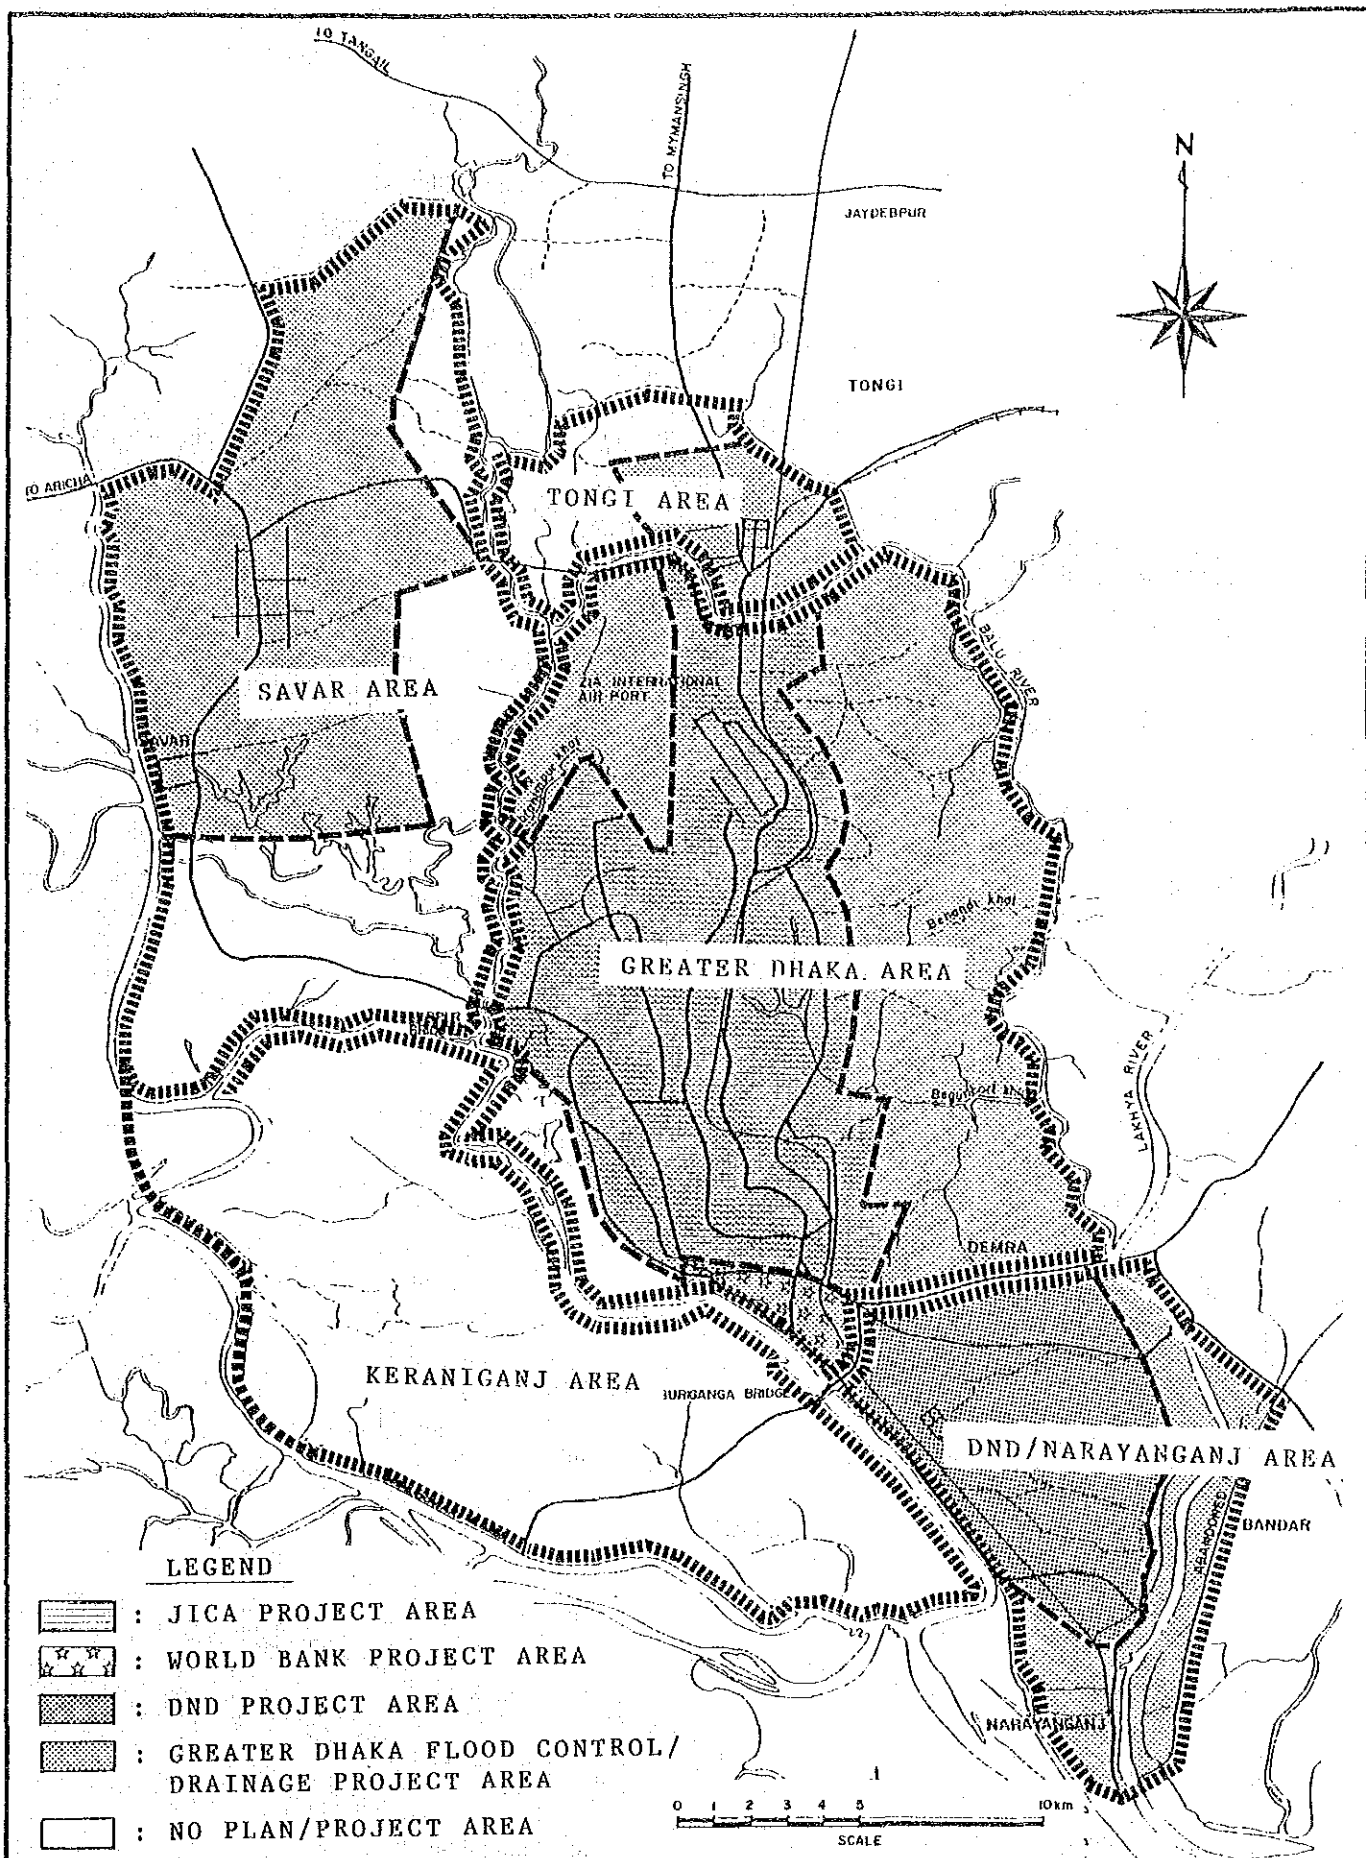 TO TANGAIL
TO MYMANSINGH
N
JAYDEBPUR
TONGI
TO ARICHA
TONGI AREA
BALU RIVER
SAVAR AREA
ZIA INTERNATIONAL
AIR PORT
khal
GREATER DHAKA AREA
Begunbari khal
LAKHYA RIVER
DEMRA
KERANIGANJ AREA
BURIGANGA BRIDGE
DND/NARAYANGANJ AREA
ABANDONED
BANDAR
NARAYANGANJ
LEGEND
: JICA PROJECT AREA
: WORLD BANK PROJECT AREA
: DND PROJECT AREA
: GREATER DHAKA FLOOD CONTROL/
DRAINAGE PROJECT AREA
: NO PLAN/PROJECT AREA
0 1 2 3 4 5 10km
SCALE